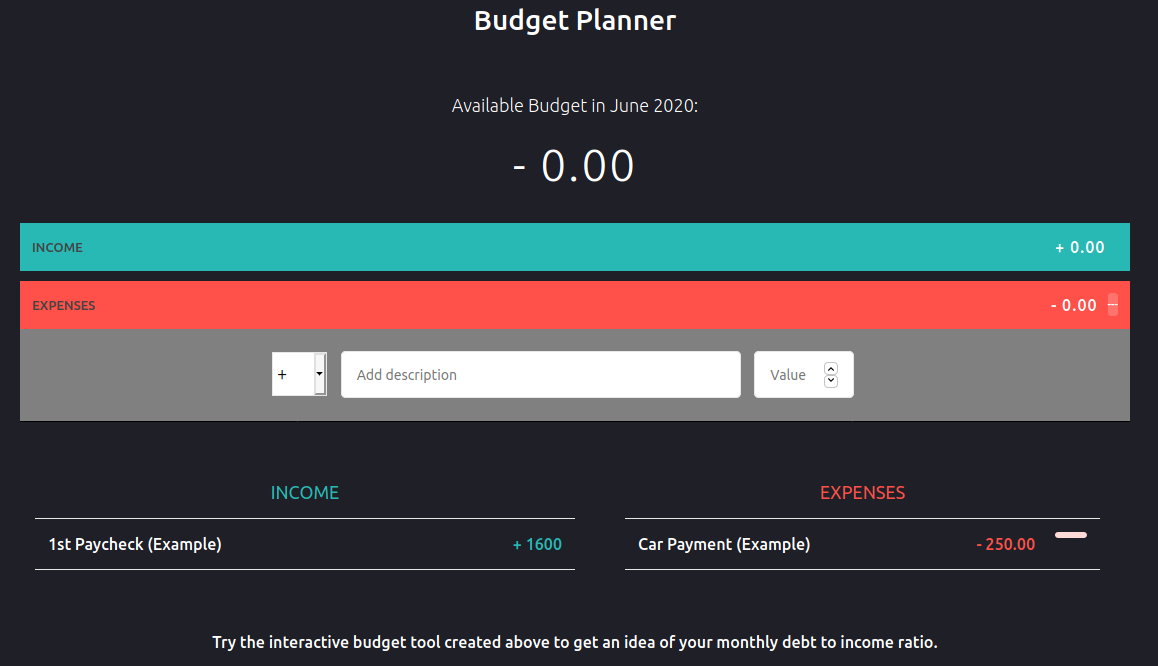 Budget Planner
Available Budget in June 2020:
- 0.00
INCOME + 0.00
EXPENSES - 0.00 ---
+ Add description Value
INCOME EXPENSES
1st Paycheck (Example) + 1600 Car Payment (Example) - 250.00
Try the interactive budget tool created above to get an idea of your monthly debt to income ratio.